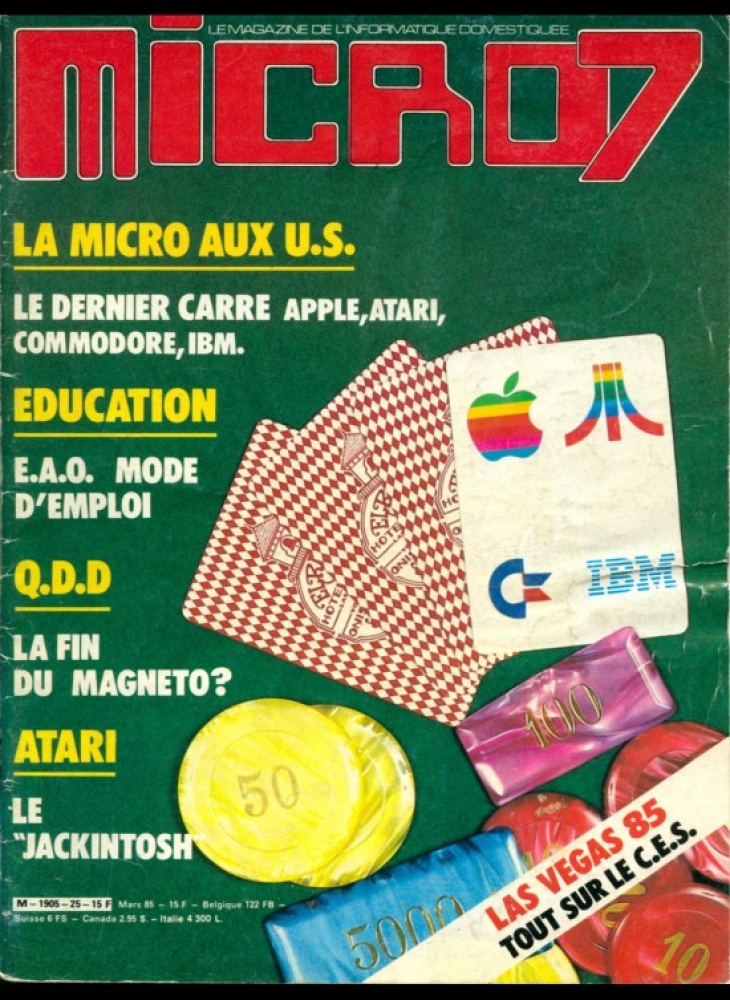 LE MAGAZINE DE L'INFORMATIQUE DOMESTIQUEE
MICRO7
LA MICRO AUX U.S.
LE DERNIER CARRE APPLE, ATARI,
COMMODORE, IBM.
EDUCATION
E.A.O. MODE
D'EMPLOI
Q.D.D
LA FIN
DU MAGNETO?
ATARI
LE
"JACKINTOSH"
IBM
100
50
5000
10
LAS VEGAS 85
TOUT SUR LE C.E.S.
M – 1905 – 25 – 15 F Mars 85 – 15 F – Belgique 122 FB –
Suisse 6 FS – Canada 2.95 $. – Italie 4 300 L.